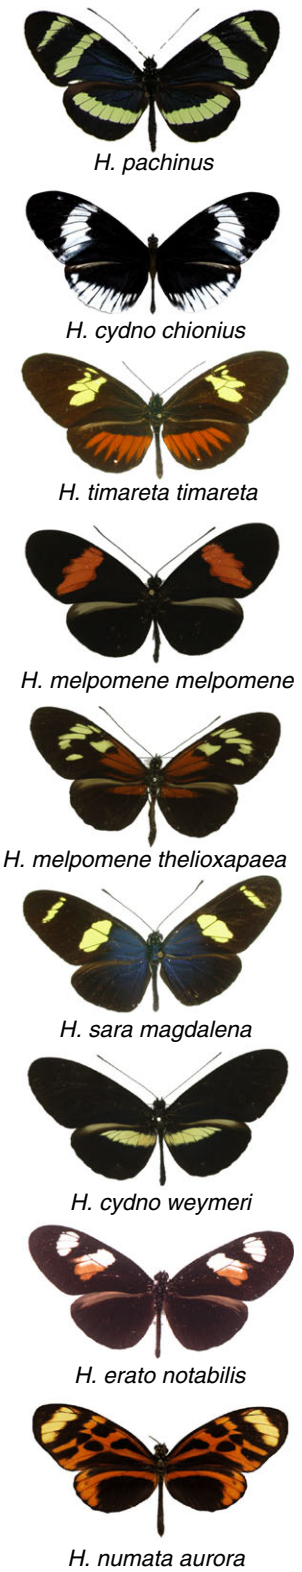 H. pachinus
H. cydno chionius
H. timareta timareta
H. melpomene melpomene
H. melpomene thelioxapaea
H. sara magdalena
H. cydno weymeri
H. erato notabilis
H. numata aurora